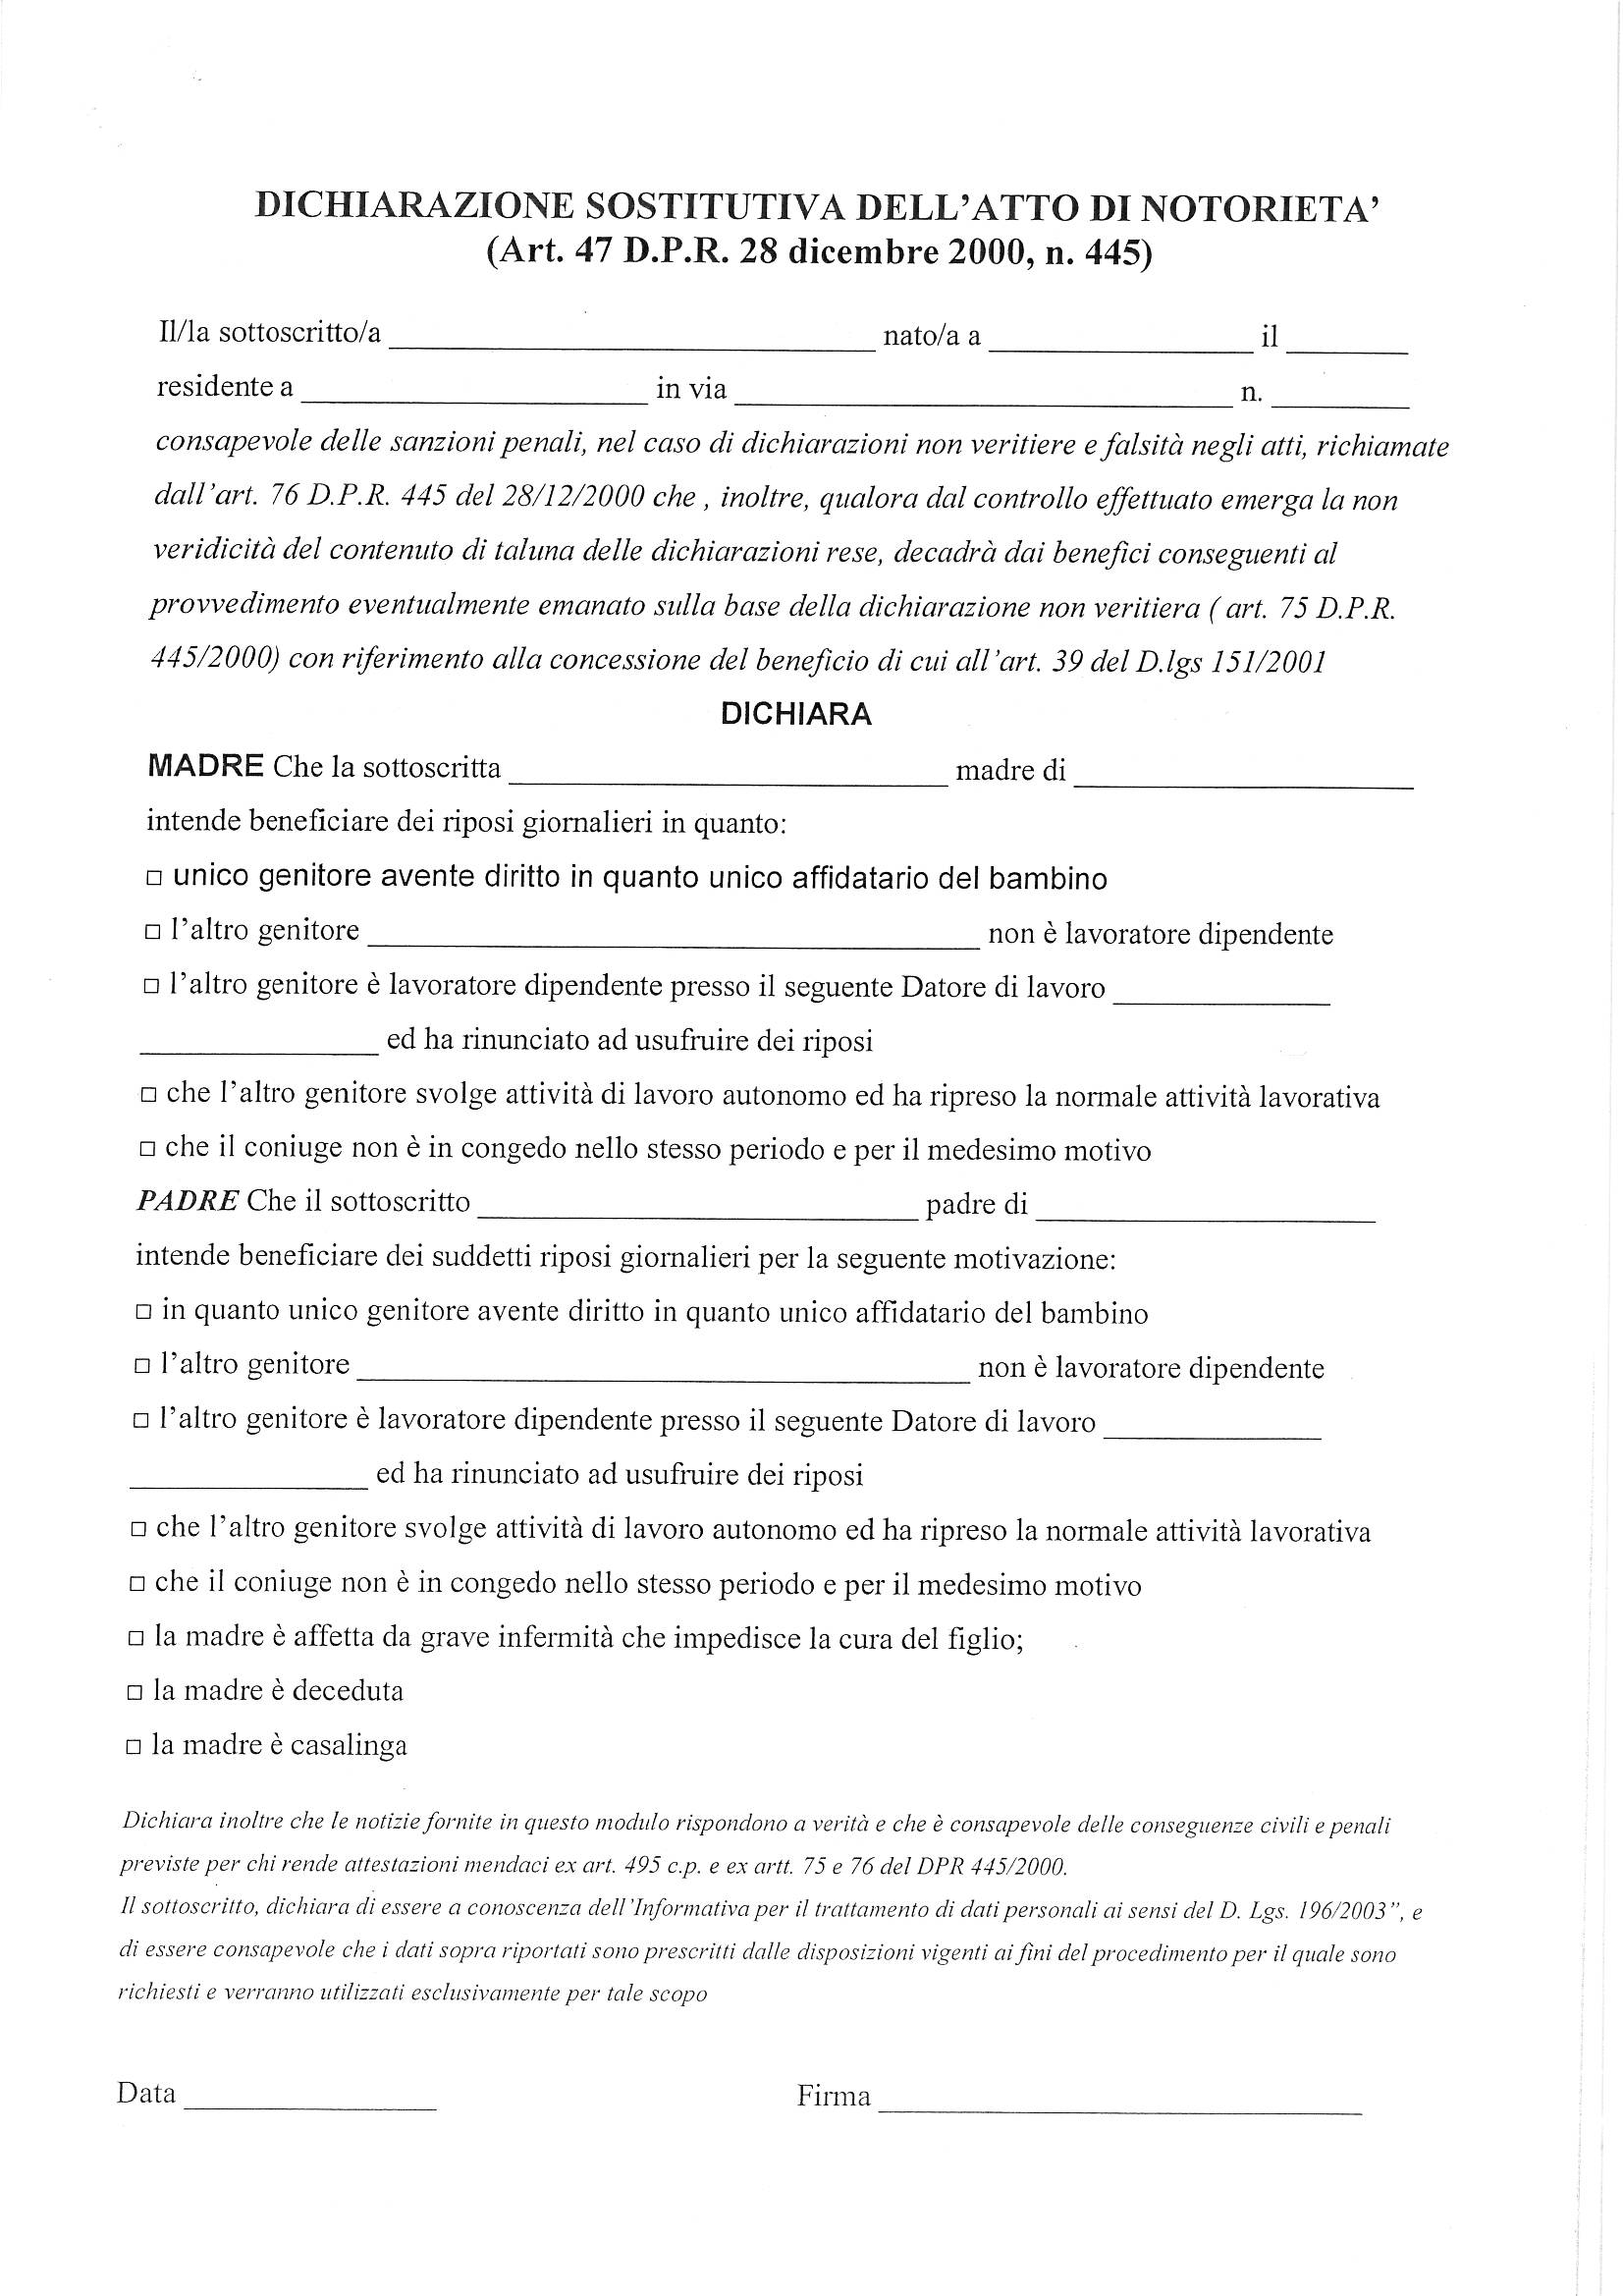 DICHIARAZIONE SOSTITUTIVA DELL’ATTO DI NOTORIETA’
(Art. 47 D.P.R. 28 dicembre 2000, n. 445)
Il/la sottoscritto/a ______________________ nato/a a ____________ il ______
residente a ________________ in via ______________________ n. ______
consapevole delle sanzioni penali, nel caso di dichiarazioni non veritiere e falsità negli atti, richiamate
dall’art. 76 D.P.R. 445 del 28/12/2000 che , inoltre, qualora dal controllo effettuato emerga la non
veridicità del contenuto di taluna delle dichiarazioni rese, decadrà dai benefici conseguenti al
provvedimento eventualmente emanato sulla base della dichiarazione non veritiera ( art. 75 D.P.R.
445/2000) con riferimento alla concessione del beneficio di cui all’art. 39 del D.lgs 151/2001
DICHIARA
MADRE Che la sottoscritta ____________________ madre di ________________
intende beneficiare dei riposi giornalieri in quanto:
□ unico genitore avente diritto in quanto unico affidatario del bambino
□ l’altro genitore ____________________________ non è lavoratore dipendente
□ l’altro genitore è lavoratore dipendente presso il seguente Datore di lavoro __________
___________ ed ha rinunciato ad usufruire dei riposi
□ che l’altro genitore svolge attività di lavoro autonomo ed ha ripreso la normale attività lavorativa
□ che il coniuge non è in congedo nello stesso periodo e per il medesimo motivo
PADRE Che il sottoscritto ____________________ padre di ________________
intende beneficiare dei suddetti riposi giornalieri per la seguente motivazione:
□ in quanto unico genitore avente diritto in quanto unico affidatario del bambino
□ l’altro genitore ____________________________ non è lavoratore dipendente
□ l’altro genitore è lavoratore dipendente presso il seguente Datore di lavoro __________
___________ ed ha rinunciato ad usufruire dei riposi
□ che l’altro genitore svolge attività di lavoro autonomo ed ha ripreso la normale attività lavorativa
□ che il coniuge non è in congedo nello stesso periodo e per il medesimo motivo
□ la madre è affetta da grave infermità che impedisce la cura del figlio;
□ la madre è deceduta
□ la madre è casalinga
Dichiara inoltre che le notizie fornite in questo modulo rispondono a verità e che è consapevole delle conseguenze civili e penali
previste per chi rende attestazioni mendaci ex art. 495 c.p. e ex artt. 75 e 76 del DPR 445/2000.
Il sottoscritto, dichiara di essere a conoscenza dell’Informativa per il trattamento di dati personali ai sensi del D. Lgs. 196/2003”, e
di essere consapevole che i dati sopra riportati sono prescritti dalle disposizioni vigenti ai fini del procedimento per il quale sono
richiesti e verranno utilizzati esclusivamente per tale scopo
Data ____________ Firma ______________________